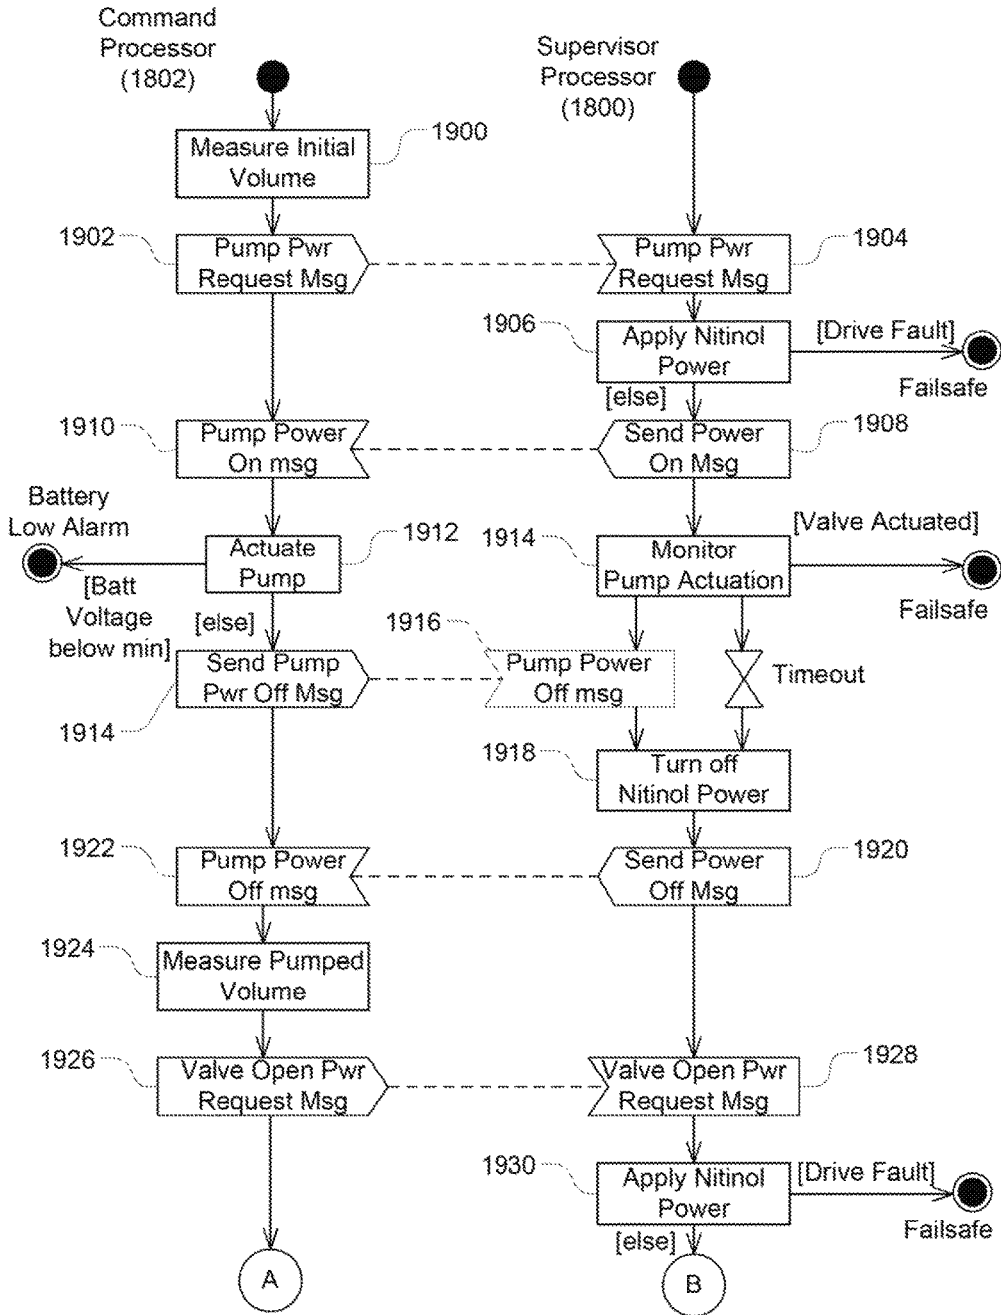 Command
Processor
(1802)
Supervisor
Processor
(1800)
Measure Initial
Volume
1900
1902
Pump Pwr
Request Msg
Pump Pwr
Request Msg
1904
1906
Apply Nitinol
Power
[Drive Fault]
Failsafe
[else]
1910
Pump Power
On msg
Send Power
On Msg
1908
Battery
Low Alarm
Actuate
Pump
1912
1914
Monitor
Pump Actuation
[Valve Actuated]
Failsafe
[Batt
Voltage
below min]
[else]
1916
Send Pump
Pwr Off Msg
1914
Pump Power
Off msg
Timeout
1918
Turn off
Nitinol Power
1922
Pump Power
Off msg
Send Power
Off Msg
1920
1924
Measure Pumped
Volume
1926
Valve Open Pwr
Request Msg
Valve Open Pwr
Request Msg
1928
1930
Apply Nitinol
Power
[Drive Fault]
Failsafe
[else]
A
B